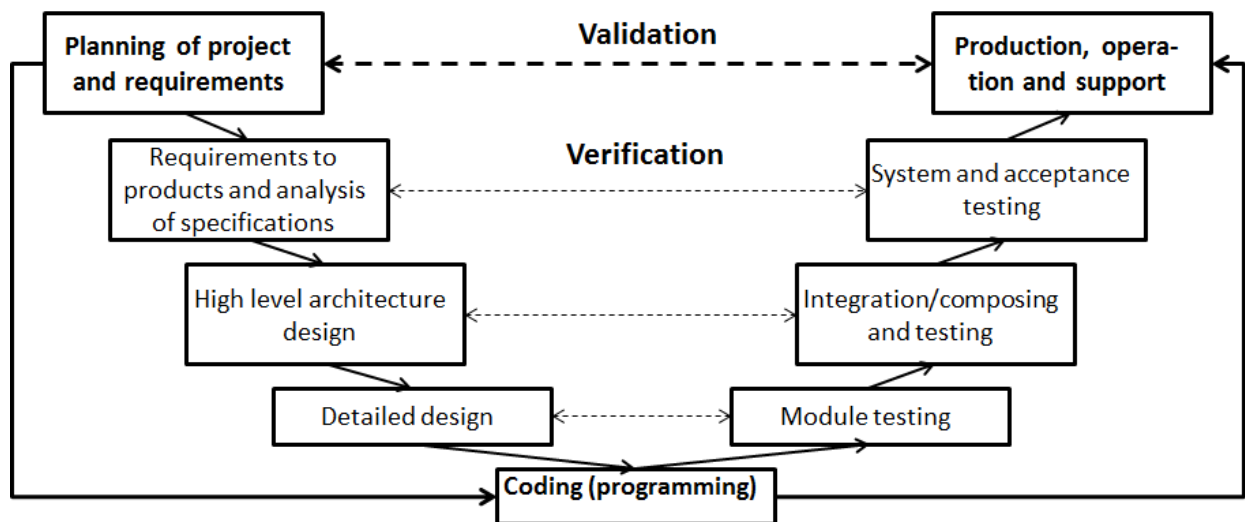 Planning of project
and requirements
Validation
Production, opera-
tion and support
Requirements to
products and analysis
of specifications
Verification
System and acceptance
testing
High level architecture
design
Integration/composing
and testing
Detailed design
Module testing
Coding (programming)